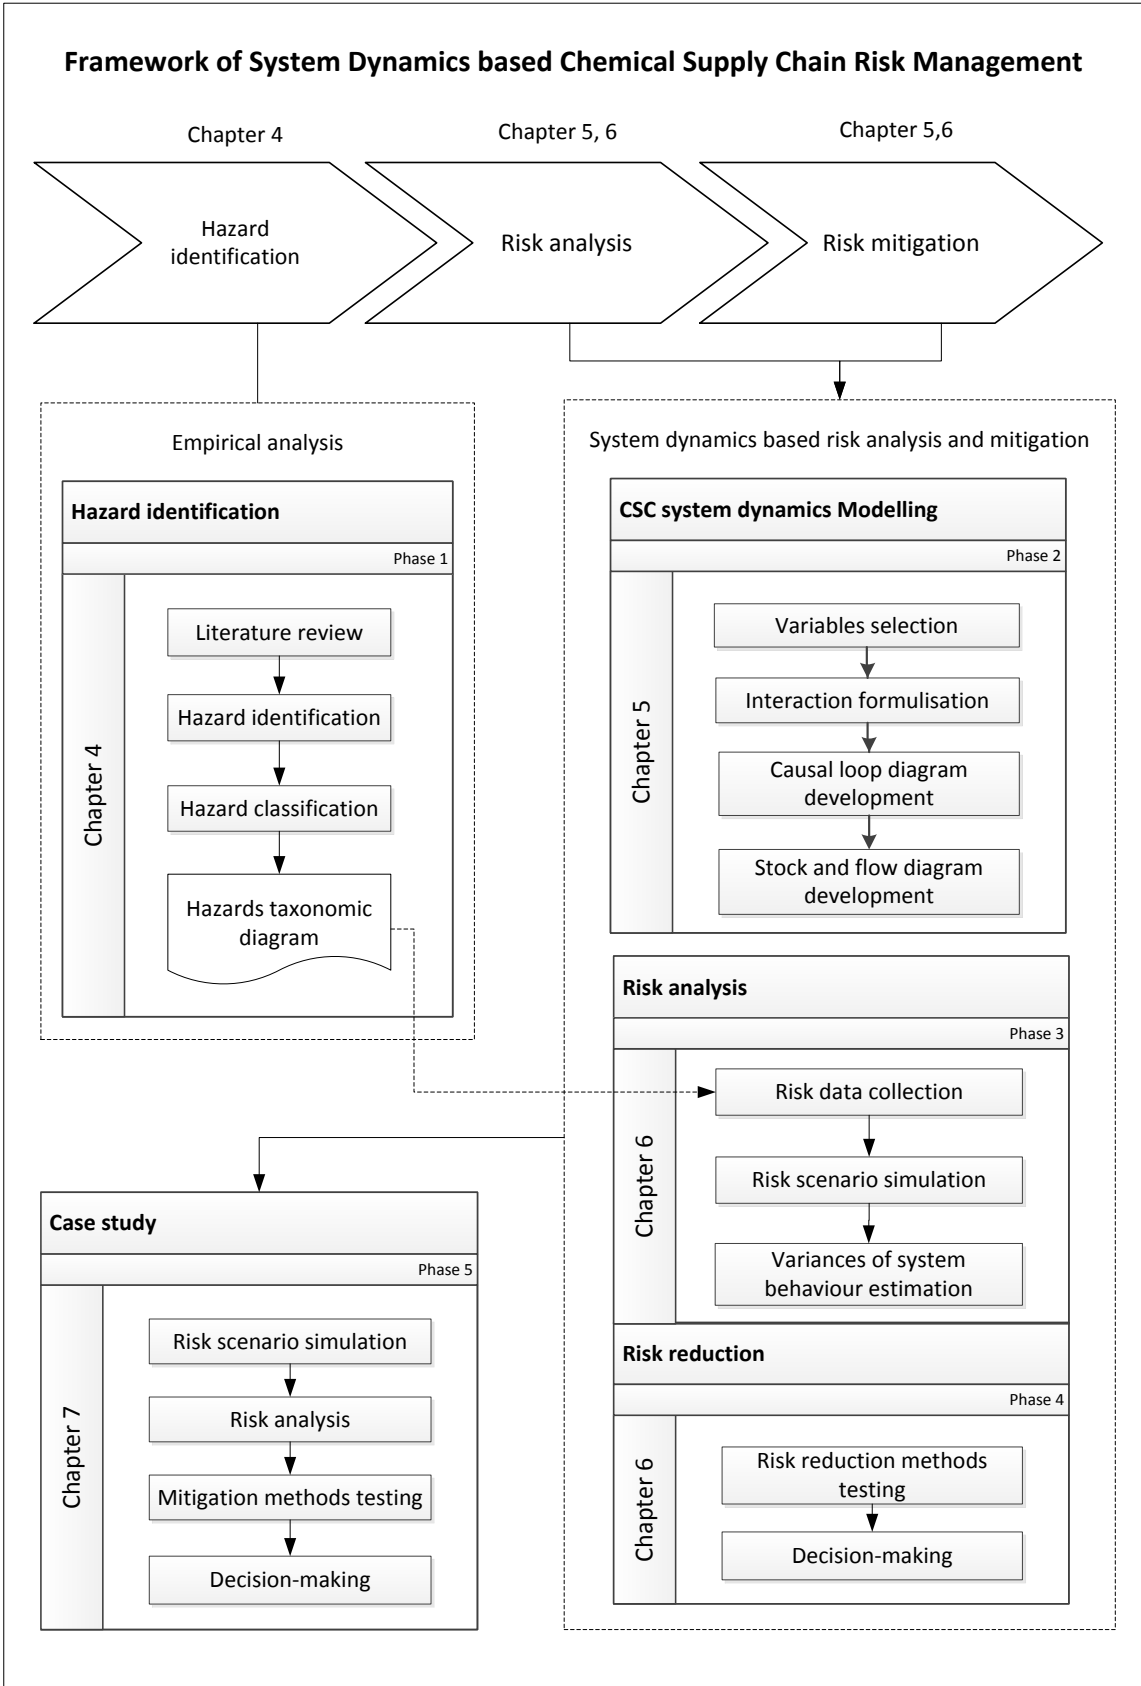 Framework of System Dynamics based Chemical Supply Chain Risk Management
Chapter 4
Chapter 5, 6
Chapter 5,6
Hazard
identification
Risk analysis
Risk mitigation
Empirical analysis
Hazard identification
Phase 1
Chapter 4
Literature review
Hazard identification
Hazard classification
Hazards taxonomic
diagram
System dynamics based risk analysis and mitigation
CSC system dynamics Modelling
Phase 2
Chapter 5
Variables selection
Interaction formulisation
Causal loop diagram
development
Stock and flow diagram
development
Risk analysis
Phase 3
Chapter 6
Risk data collection
Risk scenario simulation
Variances of system
behaviour estimation
Risk reduction
Phase 4
Chapter 6
Risk reduction methods
testing
Decision-making
Case study
Phase 5
Chapter 7
Risk scenario simulation
Risk analysis
Mitigation methods testing
Decision-making